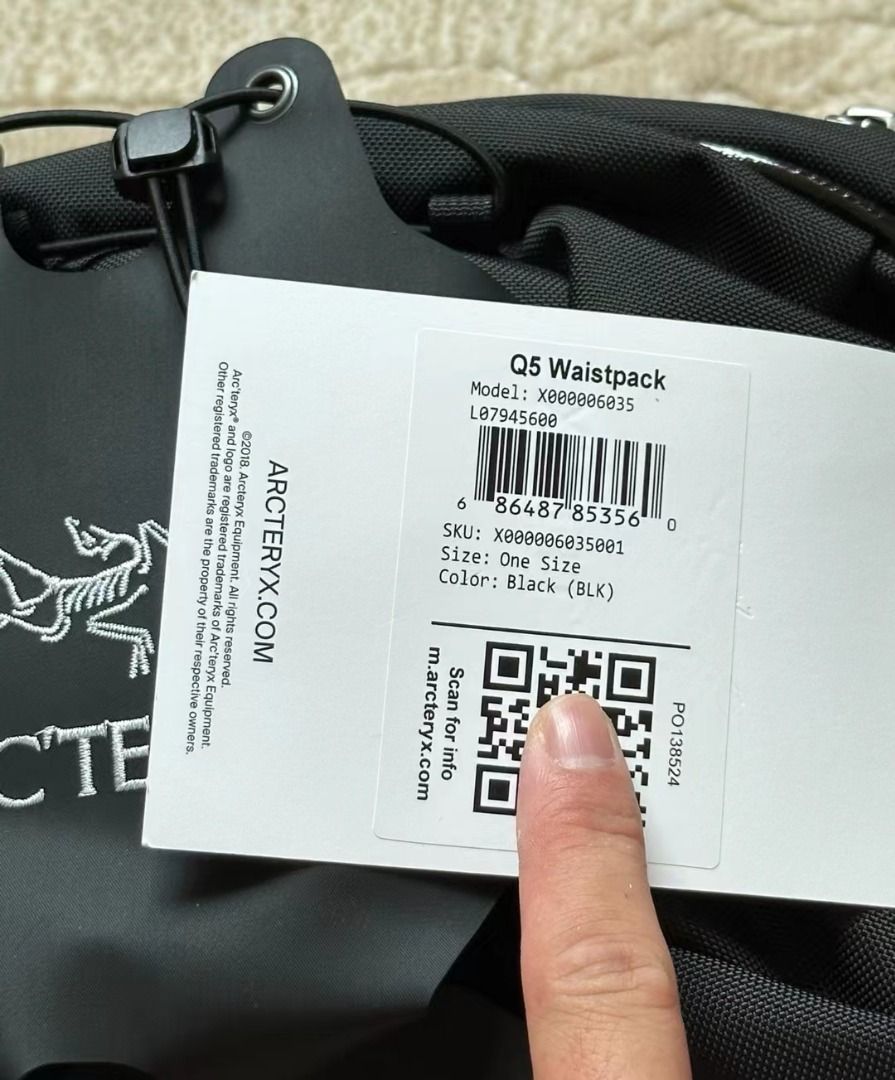 Q5 Waistpack
Model: X000006035
L07945600
6 86487 85356 0
SKU: X000006035001
Size: One Size
Color: Black (BLK)
Scan for info
m.arcteryx.com
PO138524
ARCTERYX.COM
©2018. Arcteryx Equipment. All rights reserved.
Arc'teryx® and logo are registered trademarks of Arc'teryx Equipment.
Other registered trademarks are the property of their respective owners.
C'TE